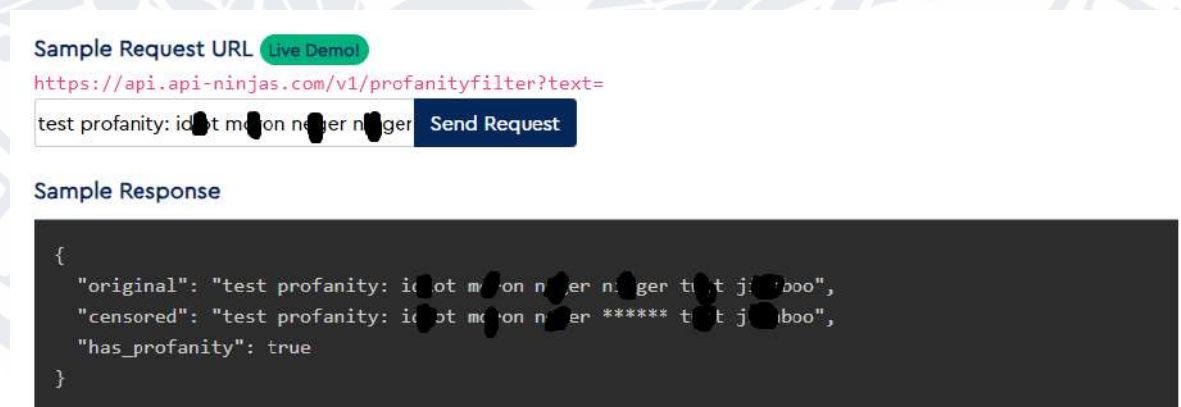 Sample Request URL Live Demo!
https://api.api-ninjas.com/v1/profanityfilter?text=
test profanity: Send Request
Sample Response
{
"original": "test profanity:
"censored": "test profanity: ******
"has_profanity": true
}